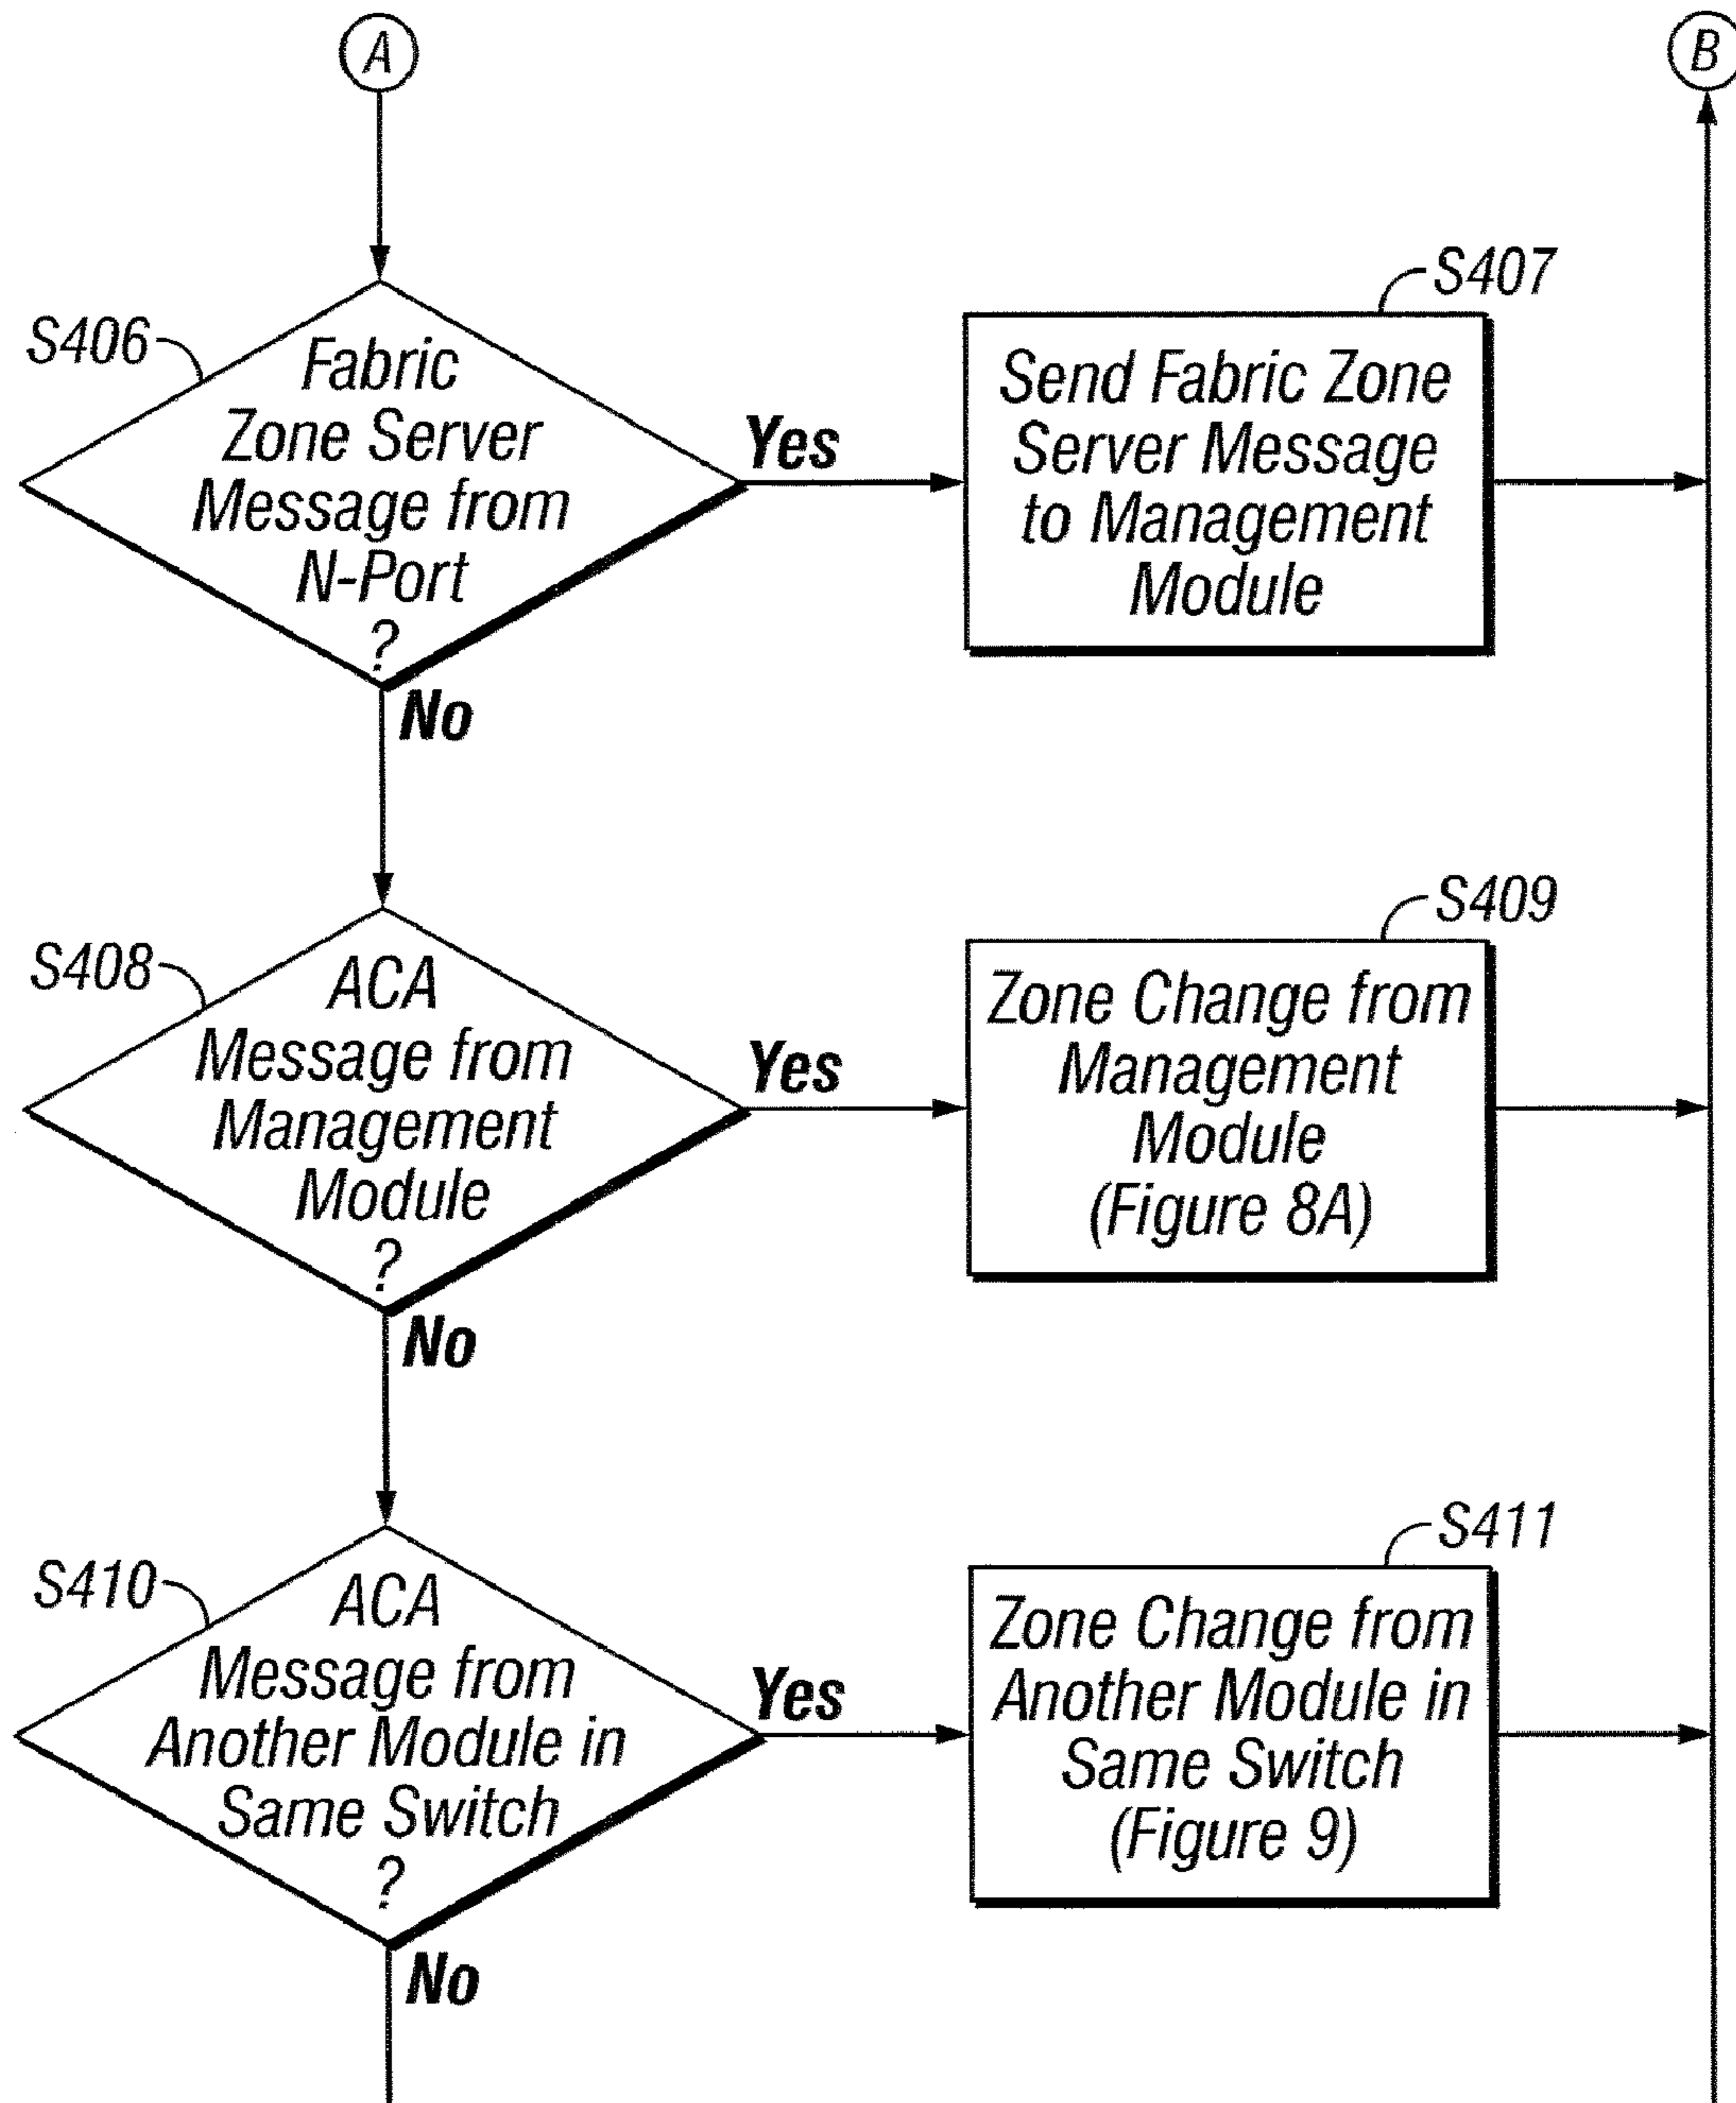 A
B
S406
Fabric
Zone Server
Message from
N-Port
?
Yes
No
S407
Send Fabric Zone
Server Message
to Management
Module
S408
ACA
Message from
Management
Module
?
Yes
No
S409
Zone Change from
Management
Module
(Figure 8A)
S410
ACA
Message from
Another Module in
Same Switch
?
Yes
No
S411
Zone Change from
Another Module in
Same Switch
(Figure 9)